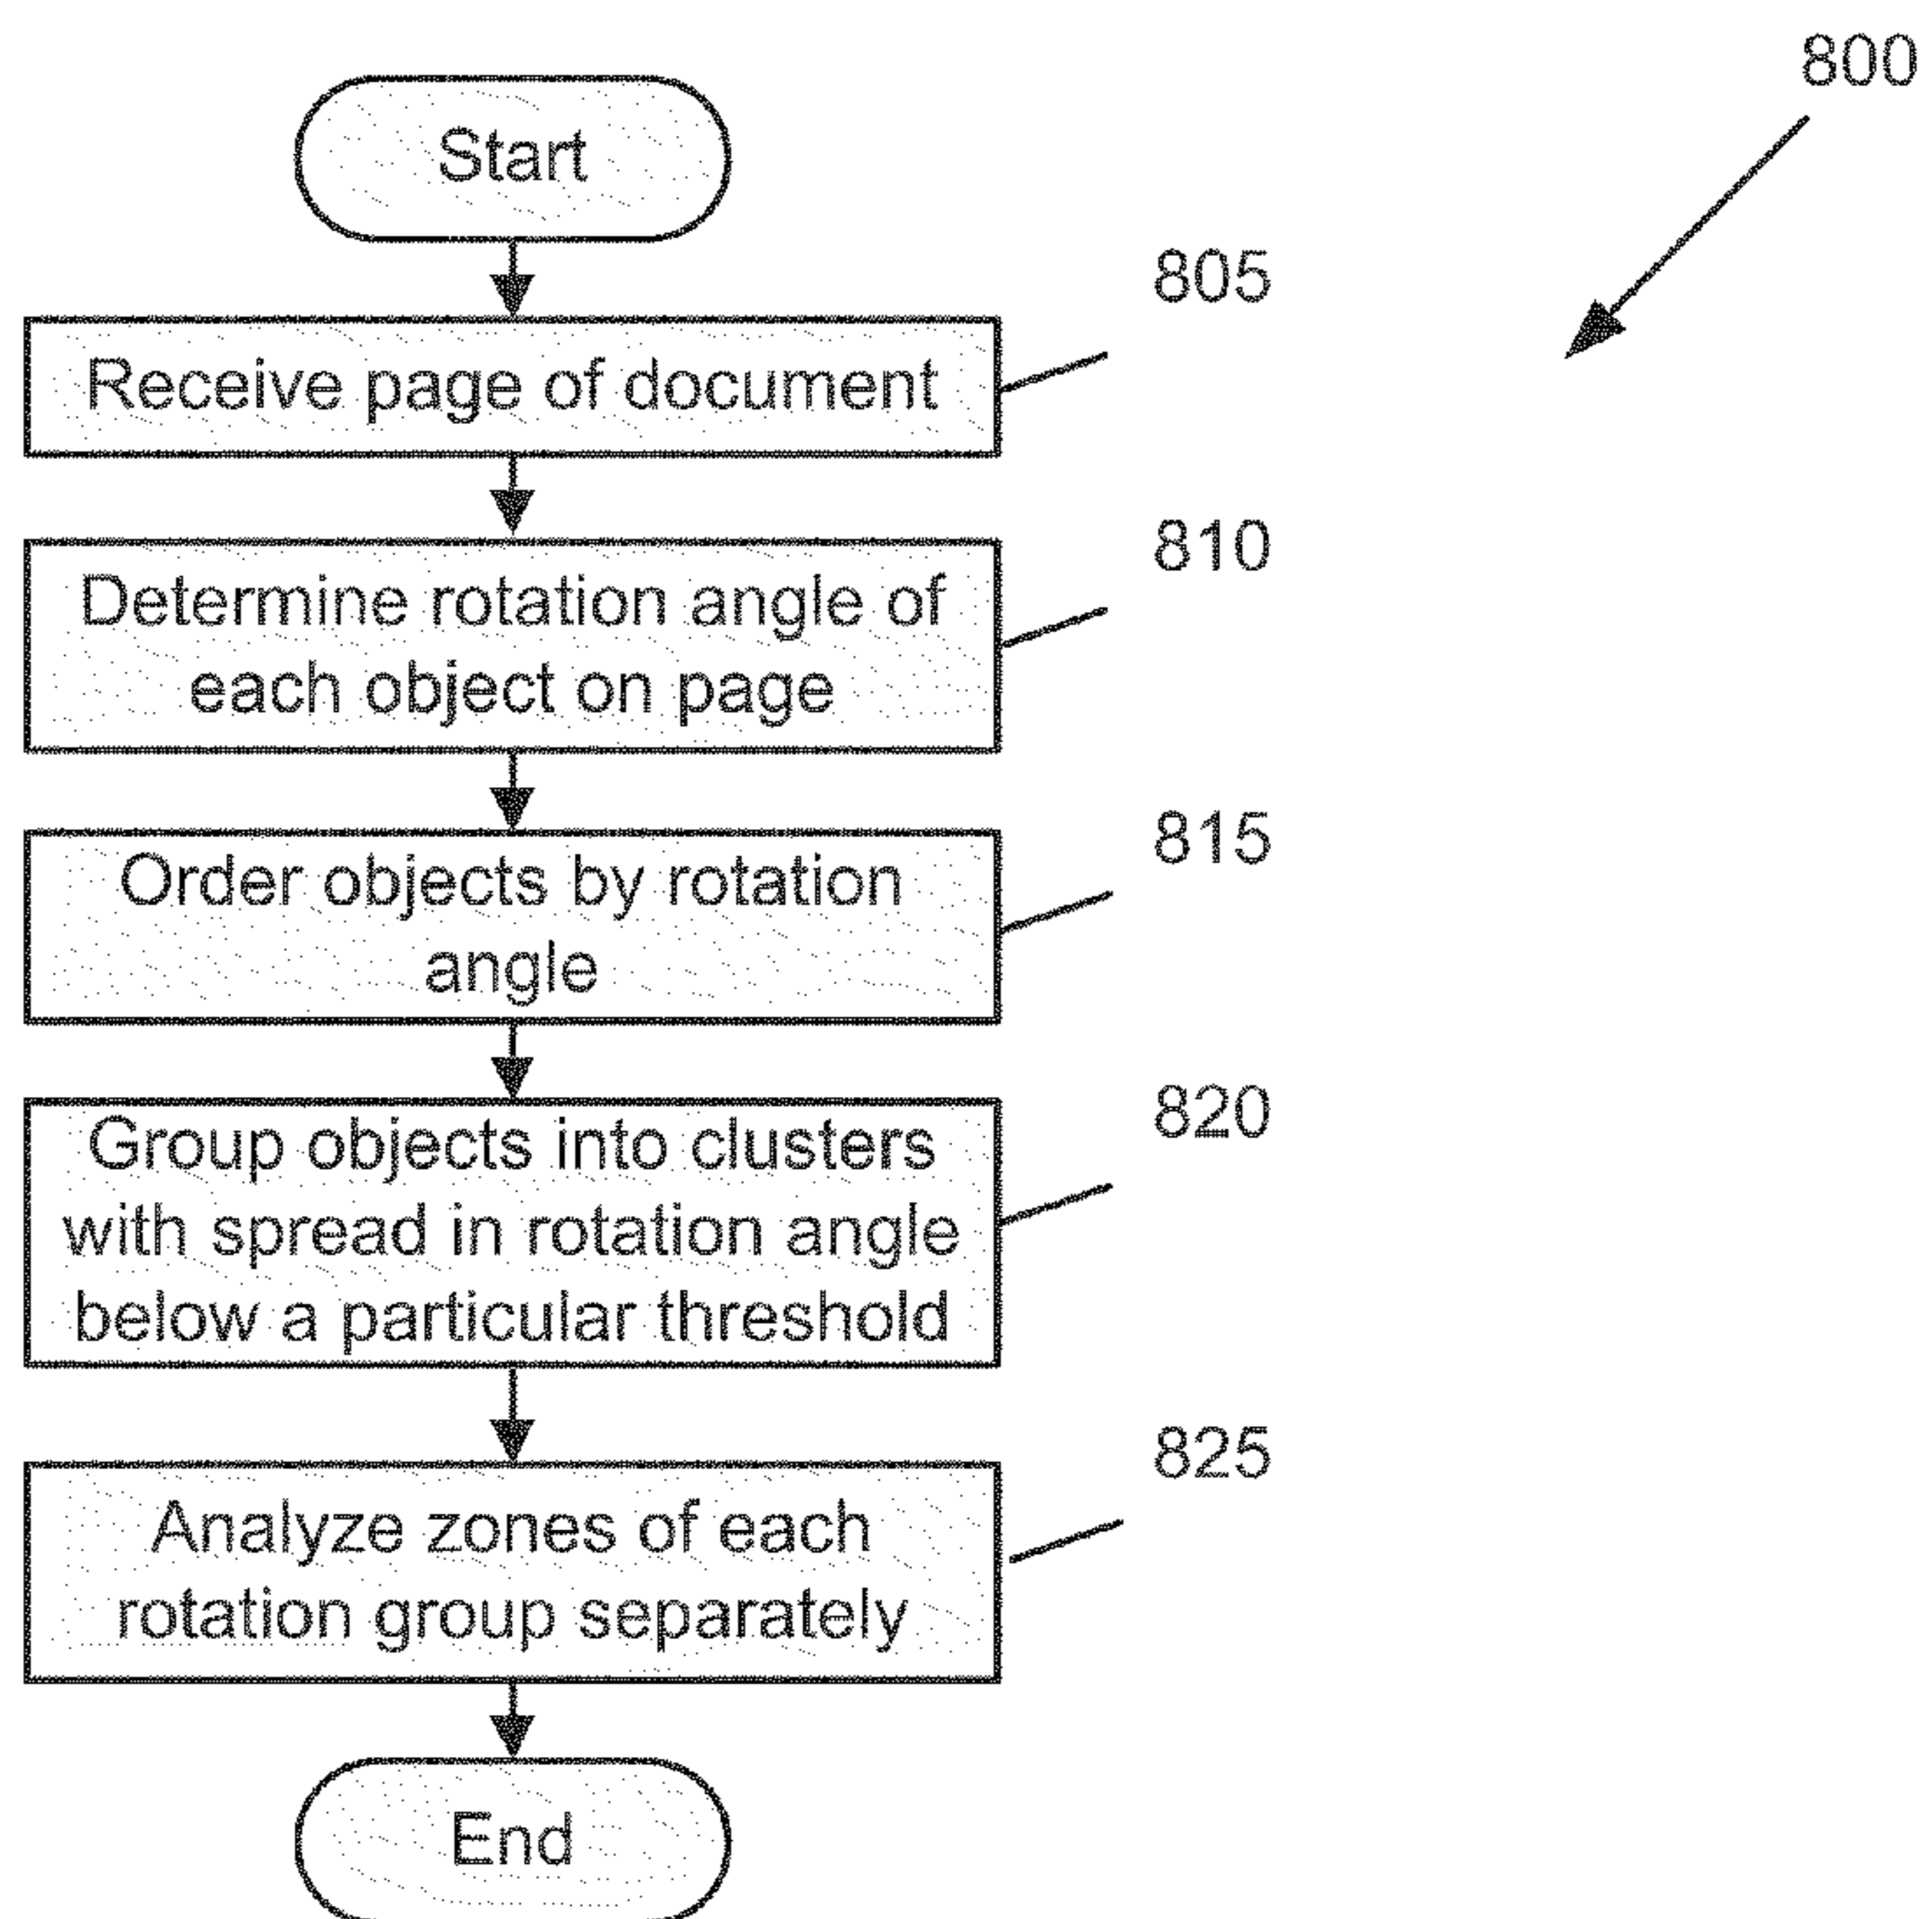 800
Start
805
Receive page of document
810
Determine rotation angle of
each object on page
815
Order objects by rotation
angle
820
Group objects into clusters
with spread in rotation angle
below a particular threshold
825
Analyze zones of each
rotation group separately
End